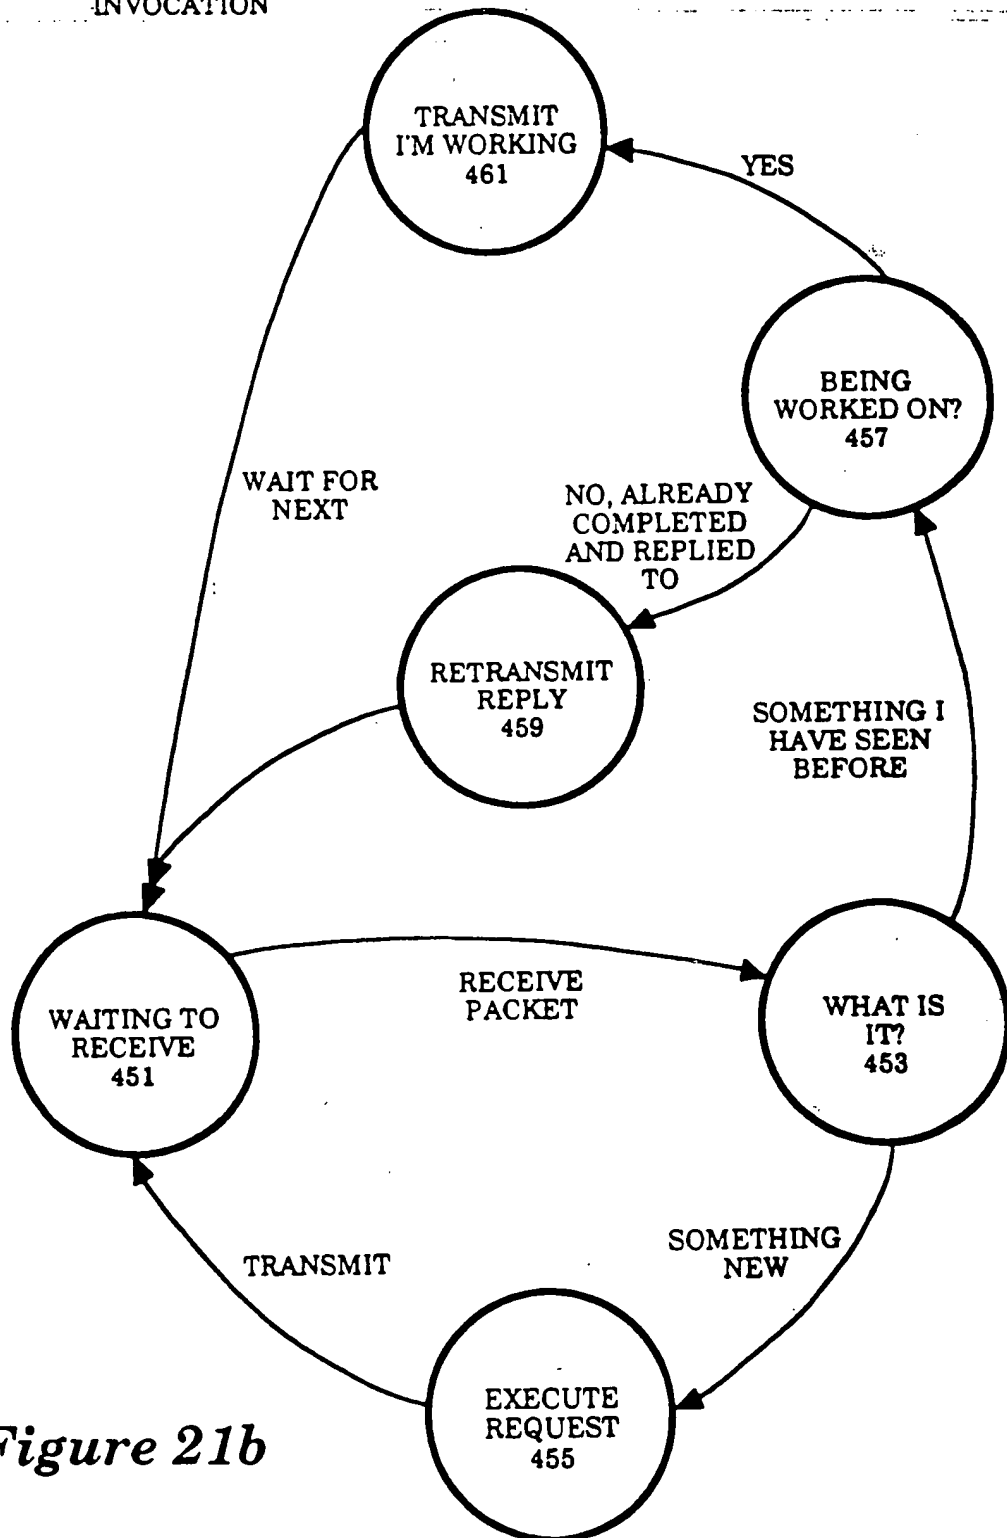 INVOCATION
TRANSMIT
I'M WORKING
461
YES
BEING
WORKED ON?
457
WAIT FOR
NEXT
NO, ALREADY
COMPLETED
AND REPLIED
TO
RETRANSMIT
REPLY
459
SOMETHING I
HAVE SEEN
BEFORE
RECEIVE
PACKET
WAITING TO
RECEIVE
451
WHAT IS
IT?
453
TRANSMIT
SOMETHING
NEW
EXECUTE
REQUEST
455
Figure 21b